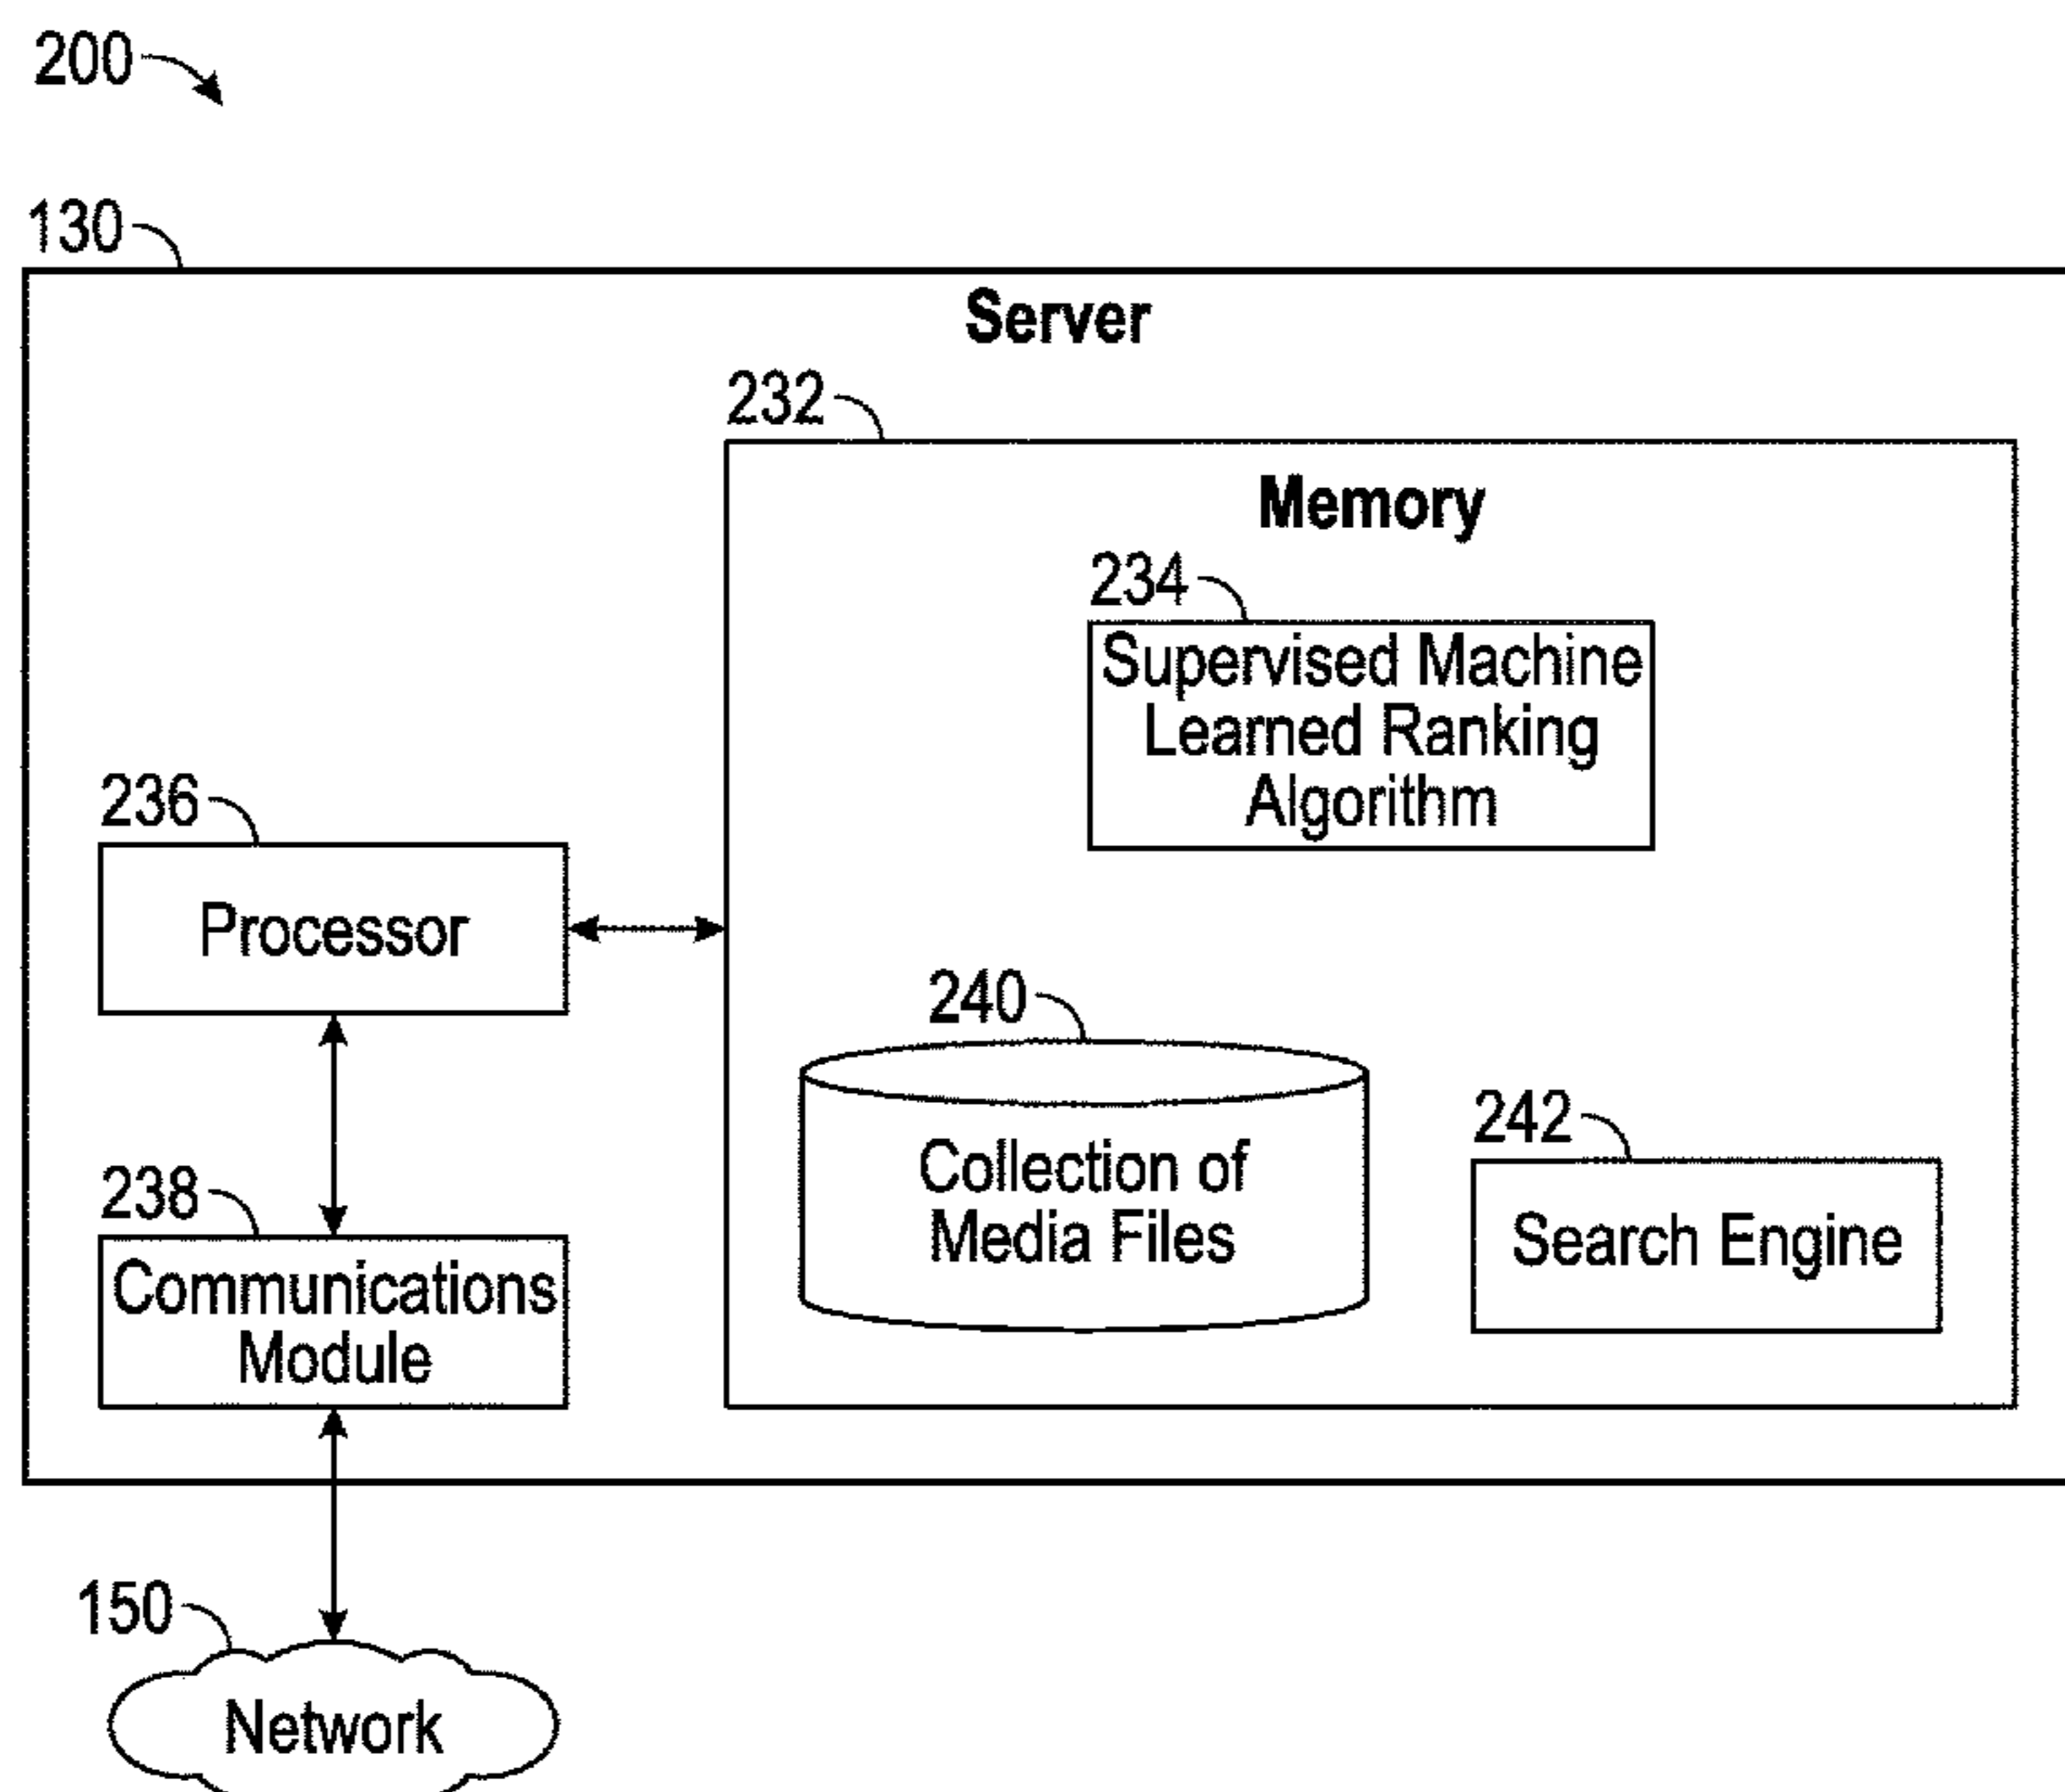 200
130
Server
232
Memory
234
Supervised Machine
Learned Ranking
Algorithm
236
Processor
240
Collection of
Media Files
242
Search Engine
238
Communications
Module
150
Network